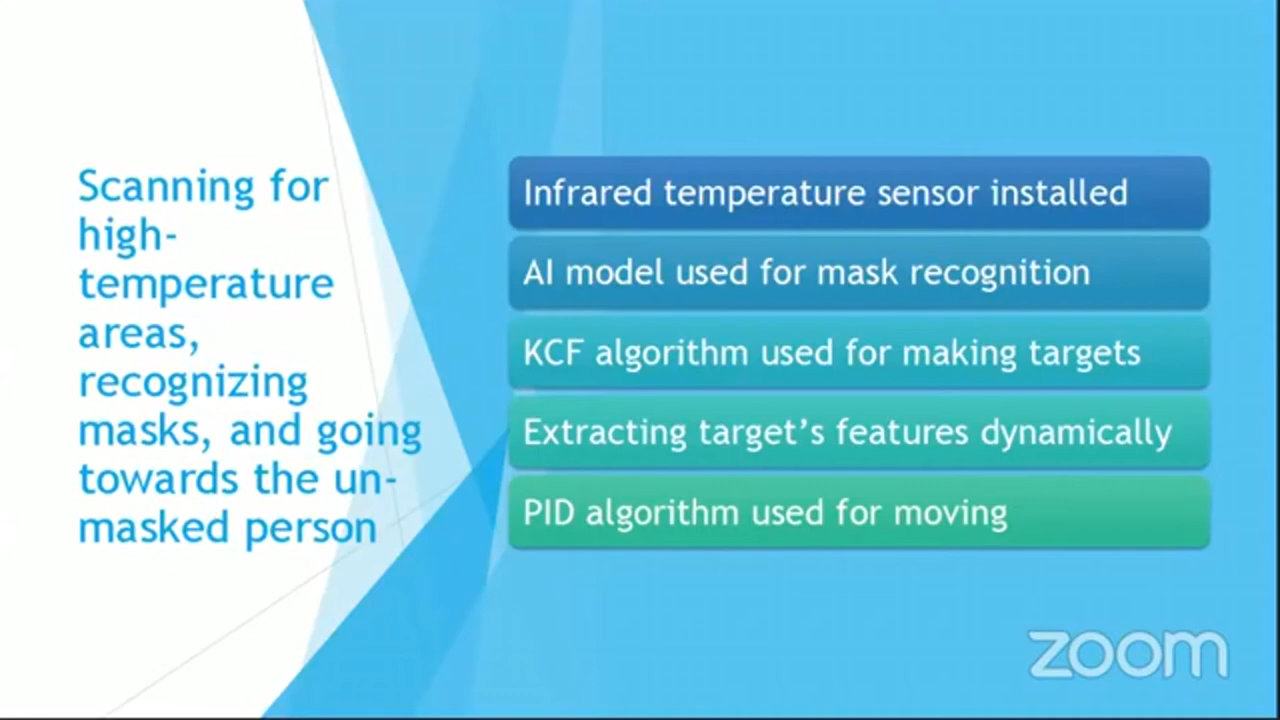 Scanning for
high-
temperature
areas,
recognizing
masks, and going
towards the un-
masked person
Infrared temperature sensor installed
AI model used for mask recognition
KCF algorithm used for making targets
Extracting target’s features dynamically
PID algorithm used for moving
zoom